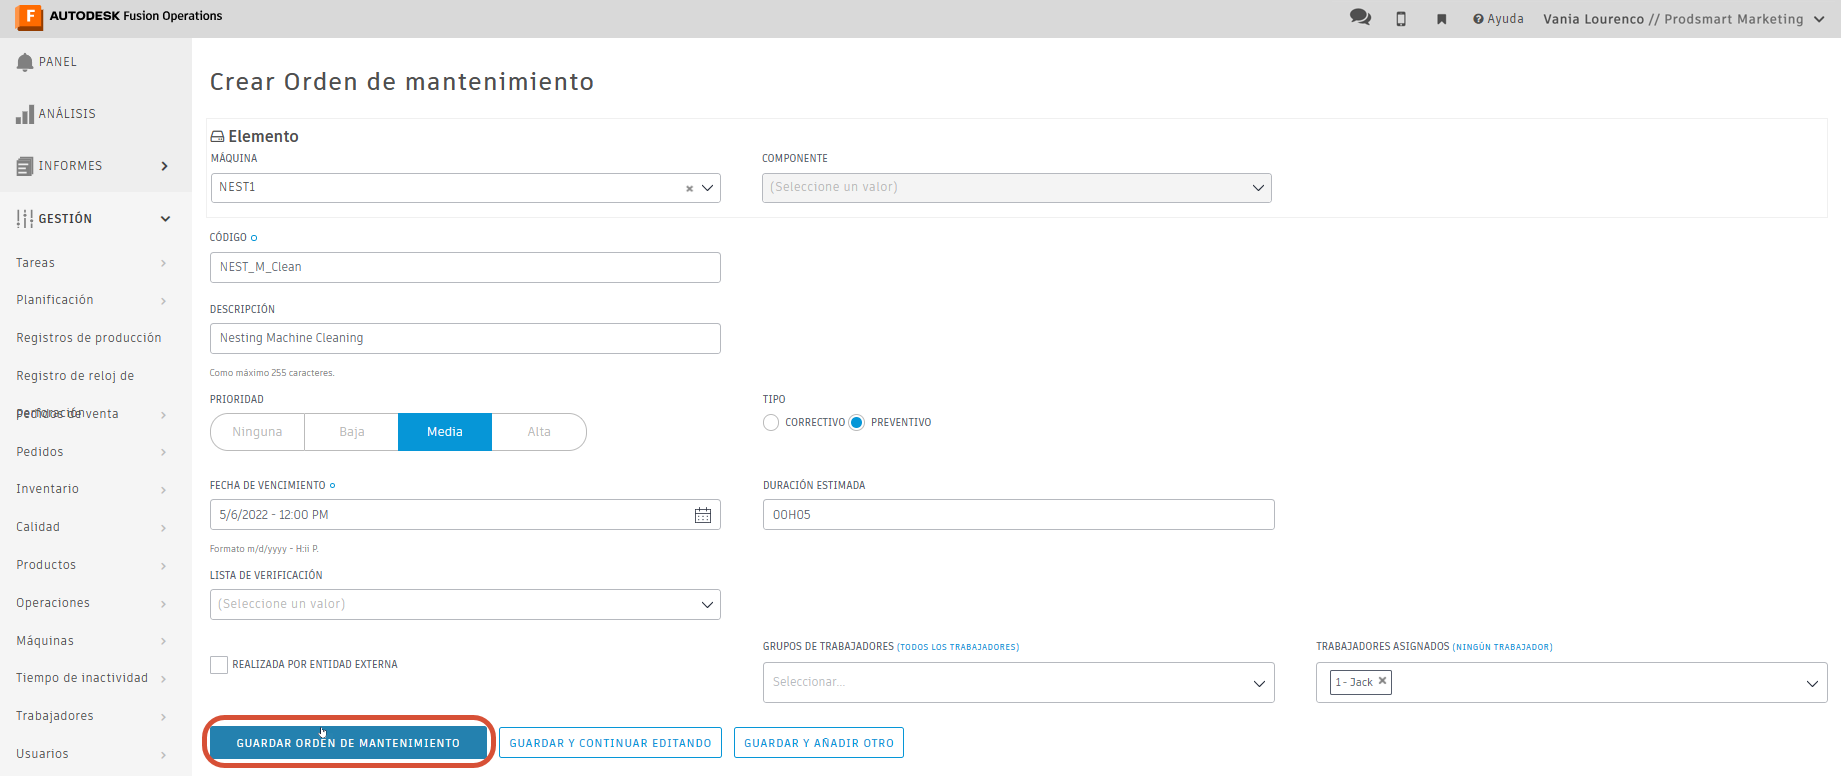 AUTODESK Fusion Operations
Ayuda
Vania Lourenco // Prodsmart Marketing
PANEL
ANÁLISIS
INFORMES
GESTIÓN
Tareas
Planificación
Registros de producción
Registro de reloj de
perforación
Pedidos de venta
Pedidos
Inventario
Calidad
Productos
Operaciones
Máquinas
Tiempo de inactividad
Trabajadores
Usuarios
Crear Orden de mantenimiento
Elemento
MÁQUINA
COMPONENTE
NEST1
(Seleccione un valor)
CÓDIGO
NEST_M_Clean
DESCRIPCIÓN
Nesting Machine Cleaning
Como máximo 255 caracteres.
PRIORIDAD
TIPO
Ninguna
Baja
Media
Alta
CORRECTIVO
PREVENTIVO
FECHA DE VENCIMIENTO
DURACIÓN ESTIMADA
5/6/2022 - 12:00 PM
00H05
Formato m/d/yyyy - H:ii P.
LISTA DE VERIFICACIÓN
(Seleccione un valor)
REALIZADA POR ENTIDAD EXTERNA
GRUPOS DE TRABAJADORES (TODOS LOS TRABAJADORES)
Seleccionar...
TRABAJADORES ASIGNADOS (NINGÚN TRABAJADOR)
1 - Jack
GUARDAR ORDEN DE MANTENIMIENTO
GUARDAR Y CONTINUAR EDITANDO
GUARDAR Y AÑADIR OTRO